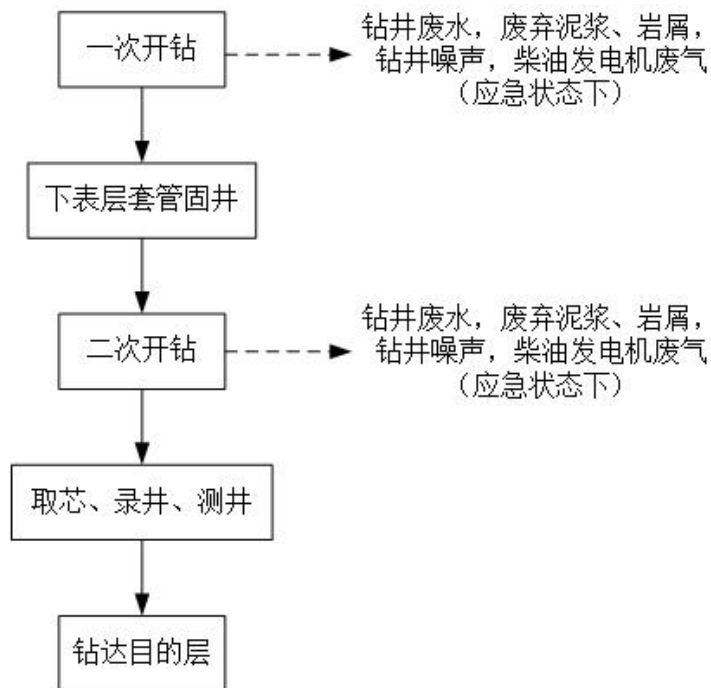 一次开钻
钻井废水，废弃泥浆、岩屑，
钻井噪声，柴油发电机废气
（应急状态下）
下表层套管固井
二次开钻
钻井废水，废弃泥浆、岩屑，
钻井噪声，柴油发电机废气
（应急状态下）
取芯、录井、测井
钻达目的层